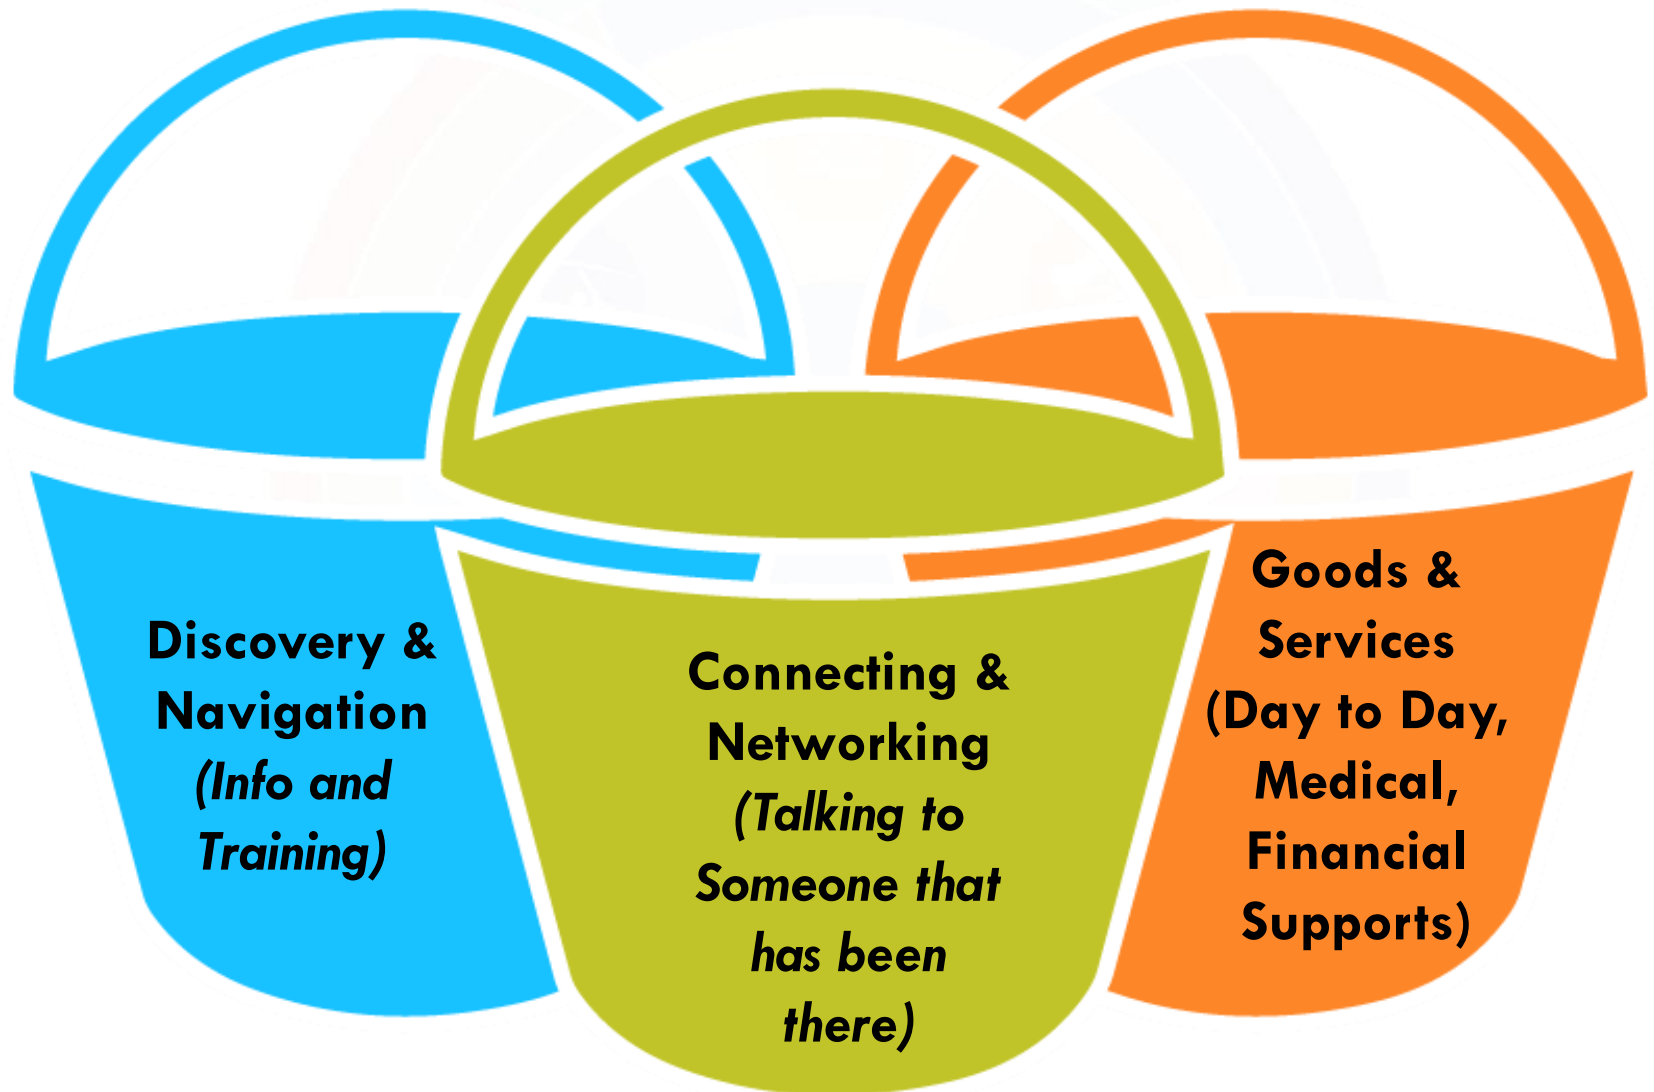 Discovery &
Navigation
(Info and
Training)
Connecting &
Networking
(Talking to
Someone that
has been
there)
Goods &
Services
(Day to Day,
Medical,
Financial
Supports)